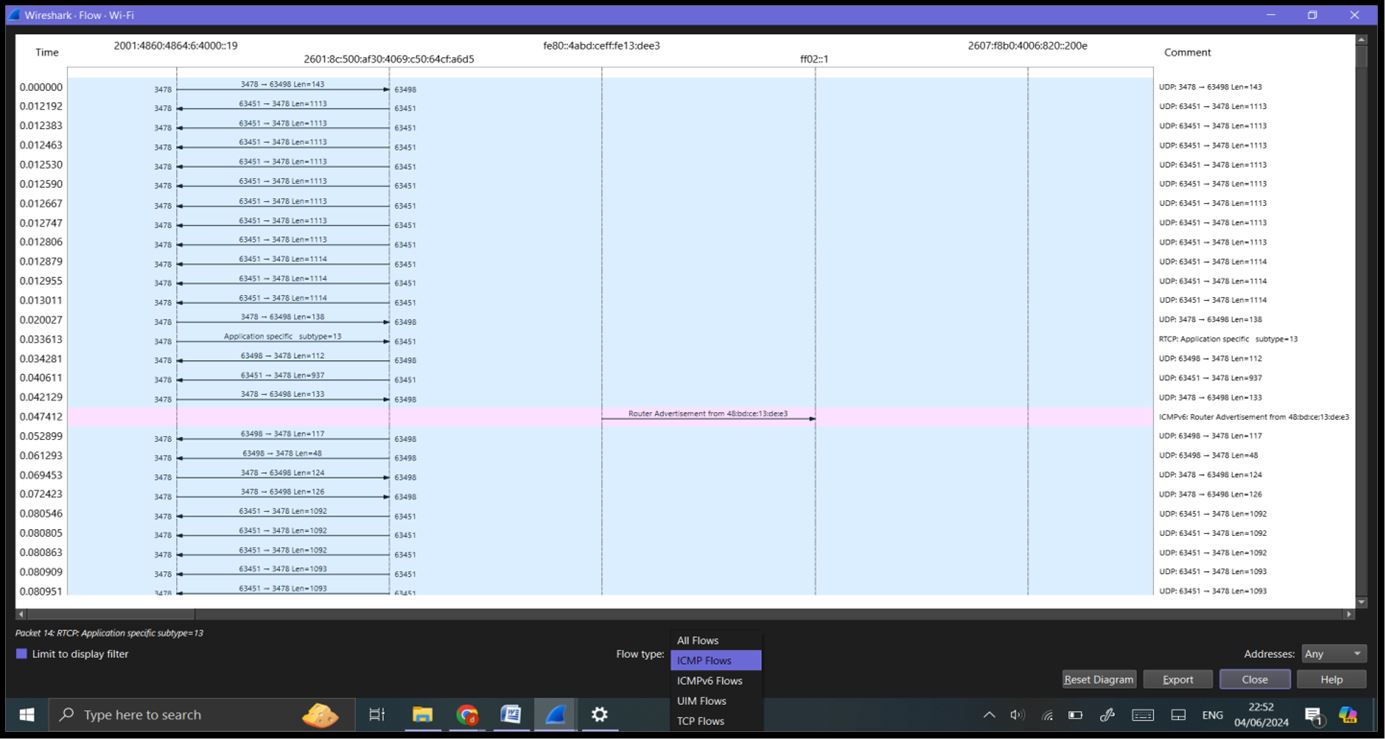 Wireshark · Flow · Wi-Fi
Time 2001:4860:4864:6:4000::19 2601:8c:500:af30:4069:c50:64cf:a6d5 fe80::4abd:ceff:fe13:dee3 ff02::1 2607:f8b0:4006:820::200e Comment
0.000000 3478 3478 → 63498 Len=143 63498 UDP: 3478 → 63498 Len=143
0.012192 3478 63451 → 3478 Len=1113 63451 UDP: 63451 → 3478 Len=1113
0.012383 3478 63451 → 3478 Len=1113 63451 UDP: 63451 → 3478 Len=1113
0.012463 3478 63451 → 3478 Len=1113 63451 UDP: 63451 → 3478 Len=1113
0.012530 3478 63451 → 3478 Len=1113 63451 UDP: 63451 → 3478 Len=1113
0.012590 3478 63451 → 3478 Len=1113 63451 UDP: 63451 → 3478 Len=1113
0.012667 3478 63451 → 3478 Len=1113 63451 UDP: 63451 → 3478 Len=1113
0.012747 3478 63451 → 3478 Len=1113 63451 UDP: 63451 → 3478 Len=1113
0.012806 3478 63451 → 3478 Len=1113 63451 UDP: 63451 → 3478 Len=1113
0.012879 3478 63451 → 3478 Len=1114 63451 UDP: 63451 → 3478 Len=1114
0.012955 3478 63451 → 3478 Len=1114 63451 UDP: 63451 → 3478 Len=1114
0.013011 3478 63451 → 3478 Len=1114 63451 UDP: 63451 → 3478 Len=1114
0.020027 3478 3478 → 63498 Len=138 63498 UDP: 3478 → 63498 Len=138
0.033613 3478 Application specific subtype=13 63451 RTCP: Application specific subtype=13
0.034281 3478 63498 → 3478 Len=112 63498 UDP: 63498 → 3478 Len=112
0.040611 3478 63451 → 3478 Len=937 63451 UDP: 63451 → 3478 Len=937
0.042129 3478 3478 → 63498 Len=133 63498 UDP: 3478 → 63498 Len=133
0.047412 Router Advertisement from 48:bd:ce:13:de:e3 ICMPv6: Router Advertisement from 48:bd:ce:13:de:e3
0.052899 3478 63498 → 3478 Len=117 63498 UDP: 63498 → 3478 Len=117
0.061293 3478 63498 → 3478 Len=48 63498 UDP: 63498 → 3478 Len=48
0.069453 3478 3478 → 63498 Len=124 63498 UDP: 3478 → 63498 Len=124
0.072423 3478 3478 → 63498 Len=126 63498 UDP: 3478 → 63498 Len=126
0.080546 3478 63451 → 3478 Len=1092 63451 UDP: 63451 → 3478 Len=1092
0.080805 3478 63451 → 3478 Len=1092 63451 UDP: 63451 → 3478 Len=1092
0.080863 3478 63451 → 3478 Len=1092 63451 UDP: 63451 → 3478 Len=1092
0.080909 3478 63451 → 3478 Len=1093 63451 UDP: 63451 → 3478 Len=1093
0.080951 3478 63451 → 3478 Len=1093 63451 UDP: 63451 → 3478 Len=1093
Packet 14: RTCP: Application specific subtype=13
Limit to display filter Flow type: Addresses: Any
All Flows
ICMP Flows
ICMPv6 Flows
UIM Flows
TCP Flows
Reset Diagram Export Close Help
Type here to search ENG 22:52
04/06/2024 1